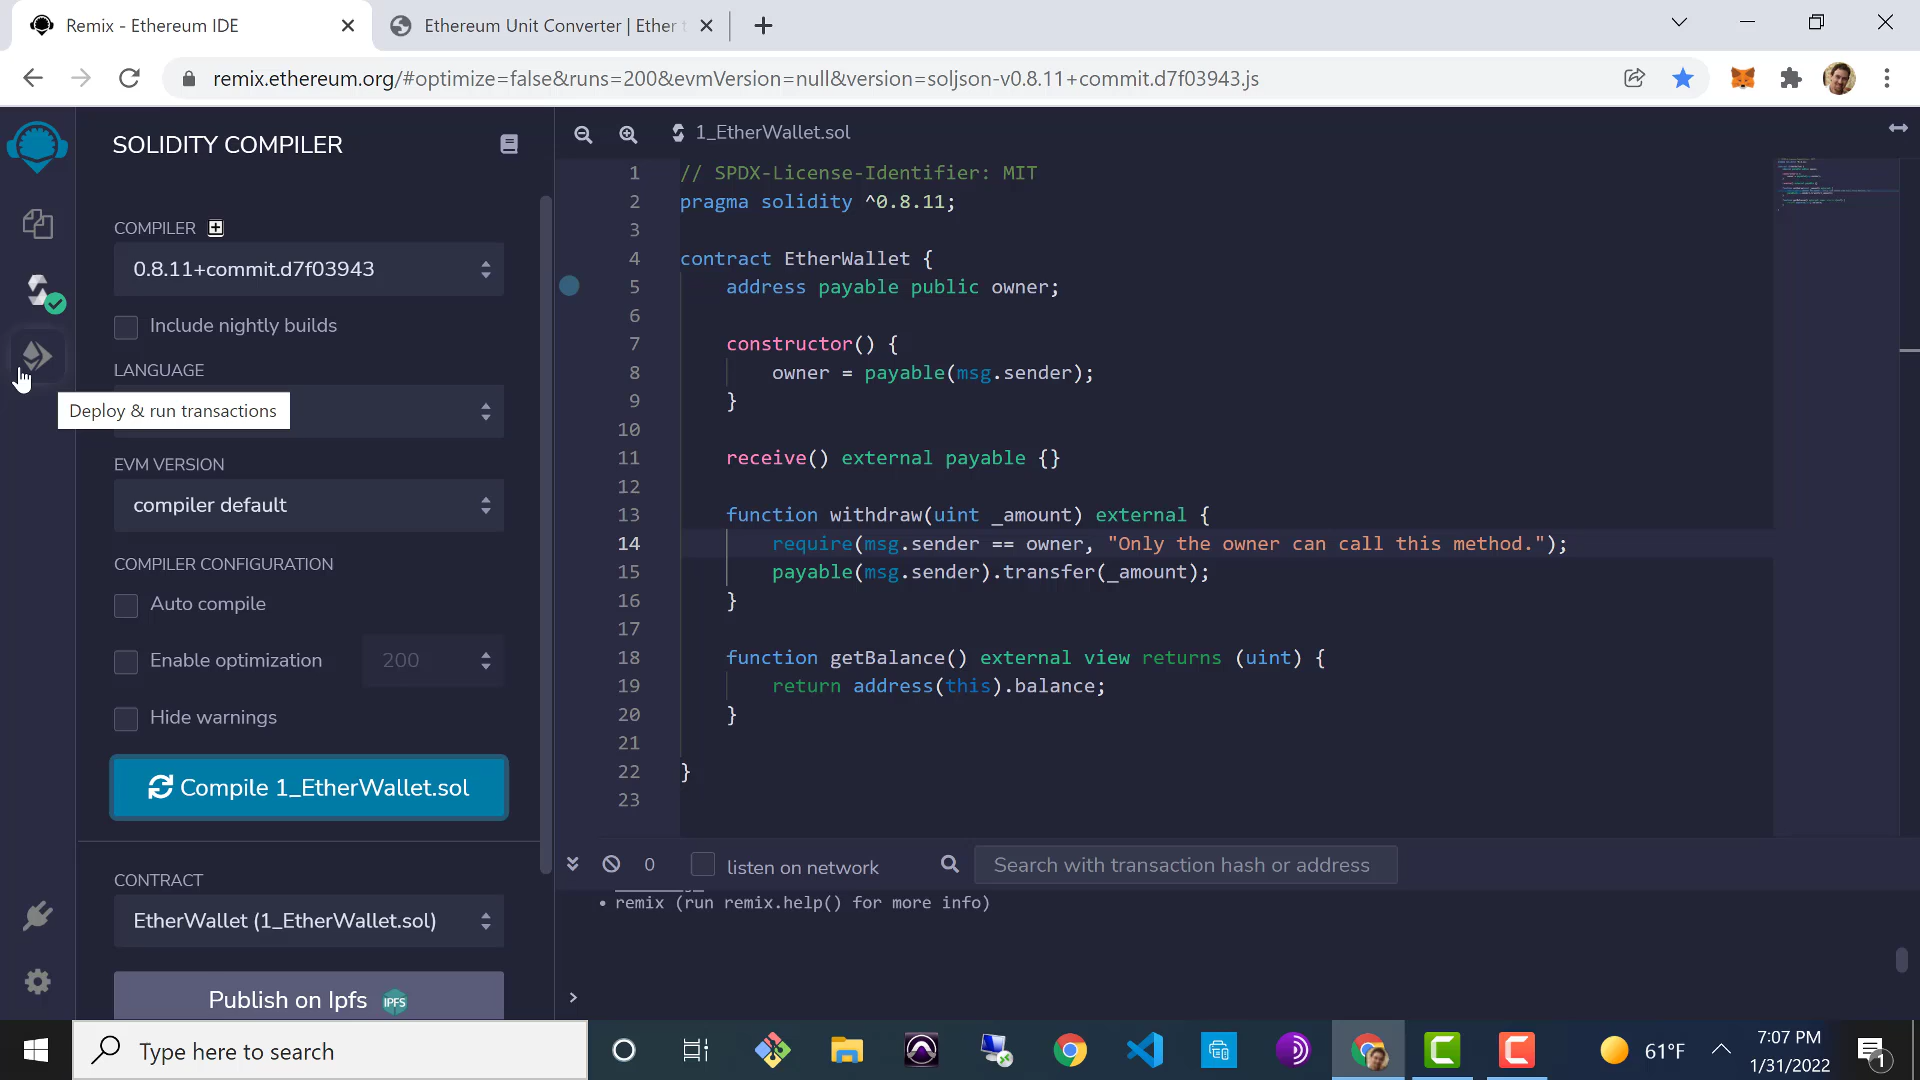 Remix - Ethereum IDE
Ethereum Unit Converter | Ether
remix.ethereum.org/#optimize=false&runs=200&evmVersion=null&version=soljson-v0.8.11+commit.d7f03943.js
SOLIDITY COMPILER
COMPILER
0.8.11+commit.d7f03943
Include nightly builds
LANGUAGE
Deploy & run transactions
EVM VERSION
compiler default
COMPILER CONFIGURATION
Auto compile
Enable optimization
200
Hide warnings
Compile 1_EtherWallet.sol
CONTRACT
EtherWallet (1_EtherWallet.sol)
Publish on Ipfs
IPFS
1_EtherWallet.sol
1 // SPDX-License-Identifier: MIT
2 pragma solidity ^0.8.11;
3
4 contract EtherWallet {
5 address payable public owner;
6
7 constructor() {
8 owner = payable(msg.sender);
9 }
10
11 receive() external payable {}
12
13 function withdraw(uint _amount) external {
14 require(msg.sender == owner, "Only the owner can call this method.");
15 payable(msg.sender).transfer(_amount);
16 }
17
18 function getBalance() external view returns (uint) {
19 return address(this).balance;
20 }
21
22 }
23
0
listen on network
Search with transaction hash or address
• remix (run remix.help() for more info)
>
Type here to search
61°F
7:07 PM
1/31/2022
1